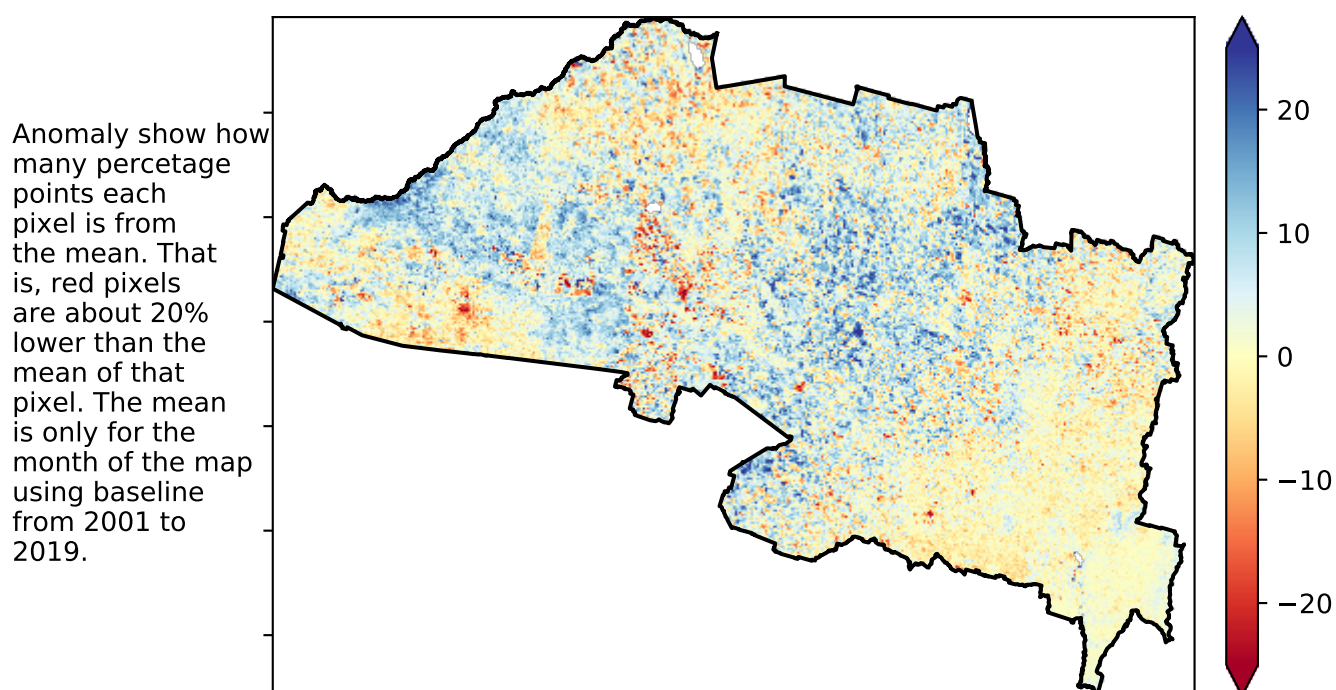 Anomaly show how
many percetage
points each
pixel is from
the mean. That
is, red pixels
are about 20%
lower than the
mean of that
pixel. The mean
is only for the
month of the map
using baseline
from 2001 to
2019.
20
10
0
−10
−20